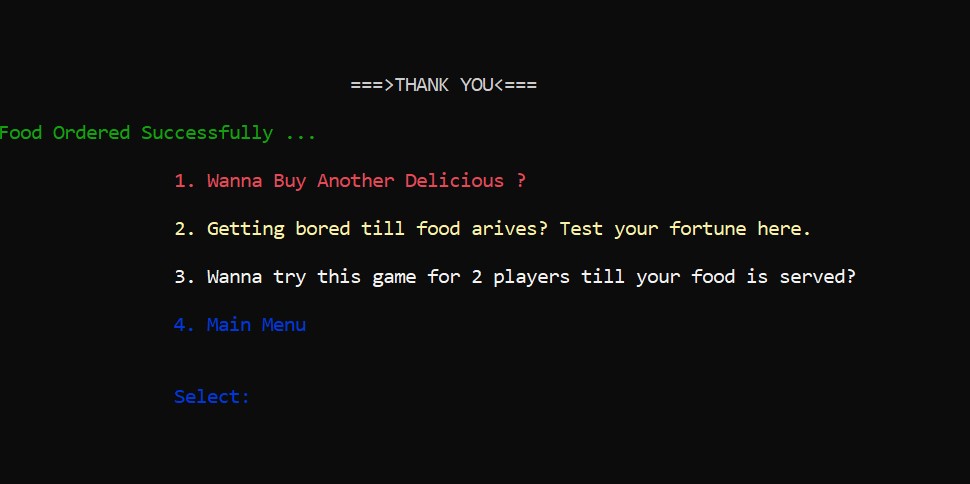 ===>THANK YOU<===
Food Ordered Successfully ...
1. Wanna Buy Another Delicious ?
2. Getting bored till food arives? Test your fortune here.
3. Wanna try this game for 2 players till your food is served?
4. Main Menu
Select: